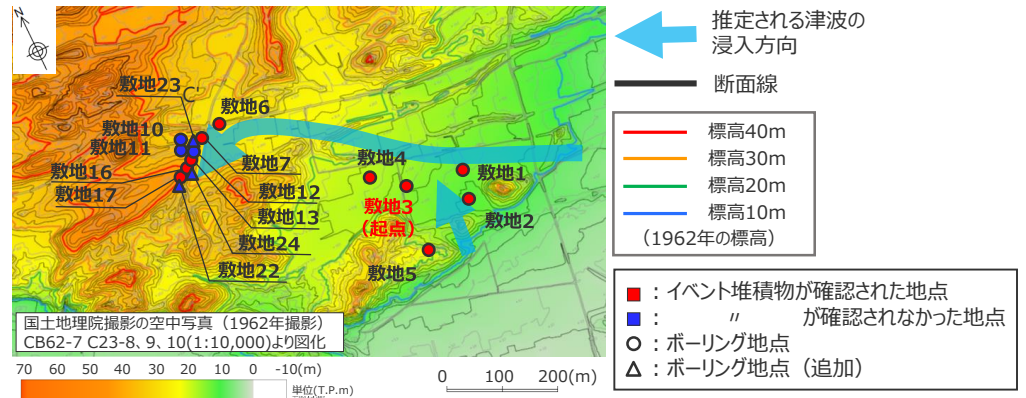 N
敷地23
C'
敷地6
敷地10
敷地11
敷地4
敷地7
敷地1
敷地16
敷地12
敷地17
敷地3
(起点)
敷地2
敷地13
敷地24
敷地5
敷地22
国土地理院撮影の空中写真(1962年撮影)
CB62-7 C23-8、9、10(1:10,000)より図化
70 60 50 40 30 20 10 0 -10(m)
単位(T.P.m)
0 100 200(m)
推定される津波の
浸入方向
断面線
標高40m
標高30m
標高20m
標高10m
(1962年の標高)
■:イベント堆積物が確認された地点
■: 〃 が確認されなかった地点
○:ボーリング地点
△:ボーリング地点(追加)